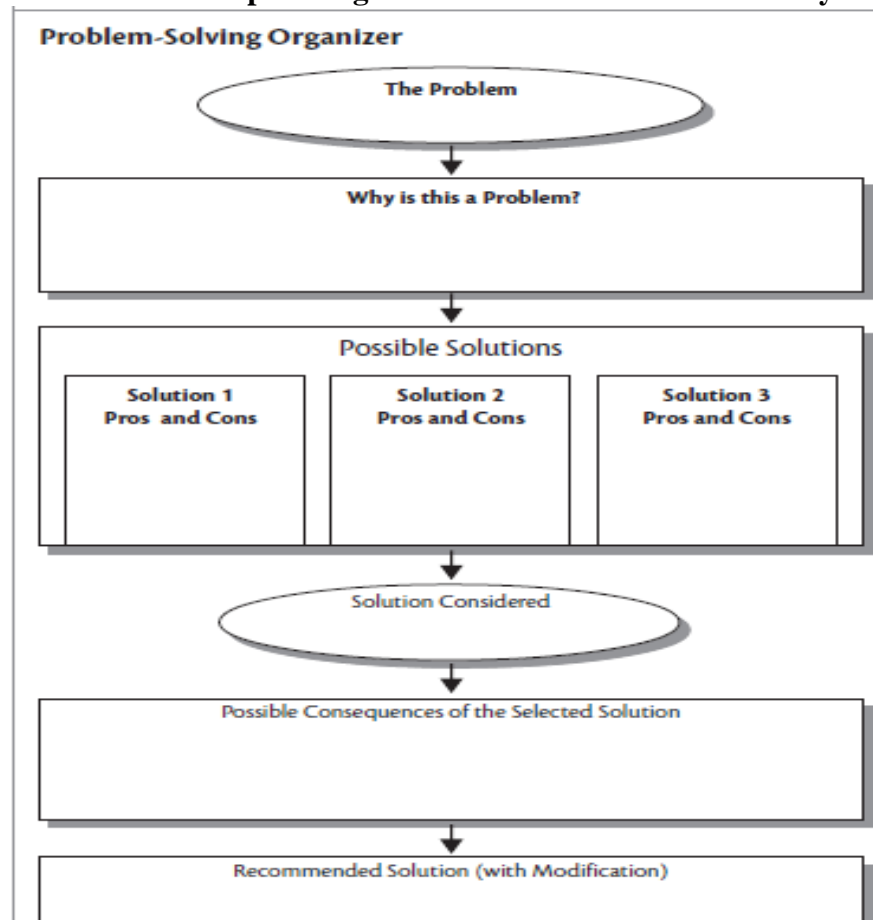 Problem-Solving Organizer
The Problem
Why is this a Problem?
Possible Solutions
Solution 1
Pros and Cons
Solution 2
Pros and Cons
Solution 3
Pros and Cons
Solution Considered
Possible Consequences of the Selected Solution
Recommended Solution (with Modification)